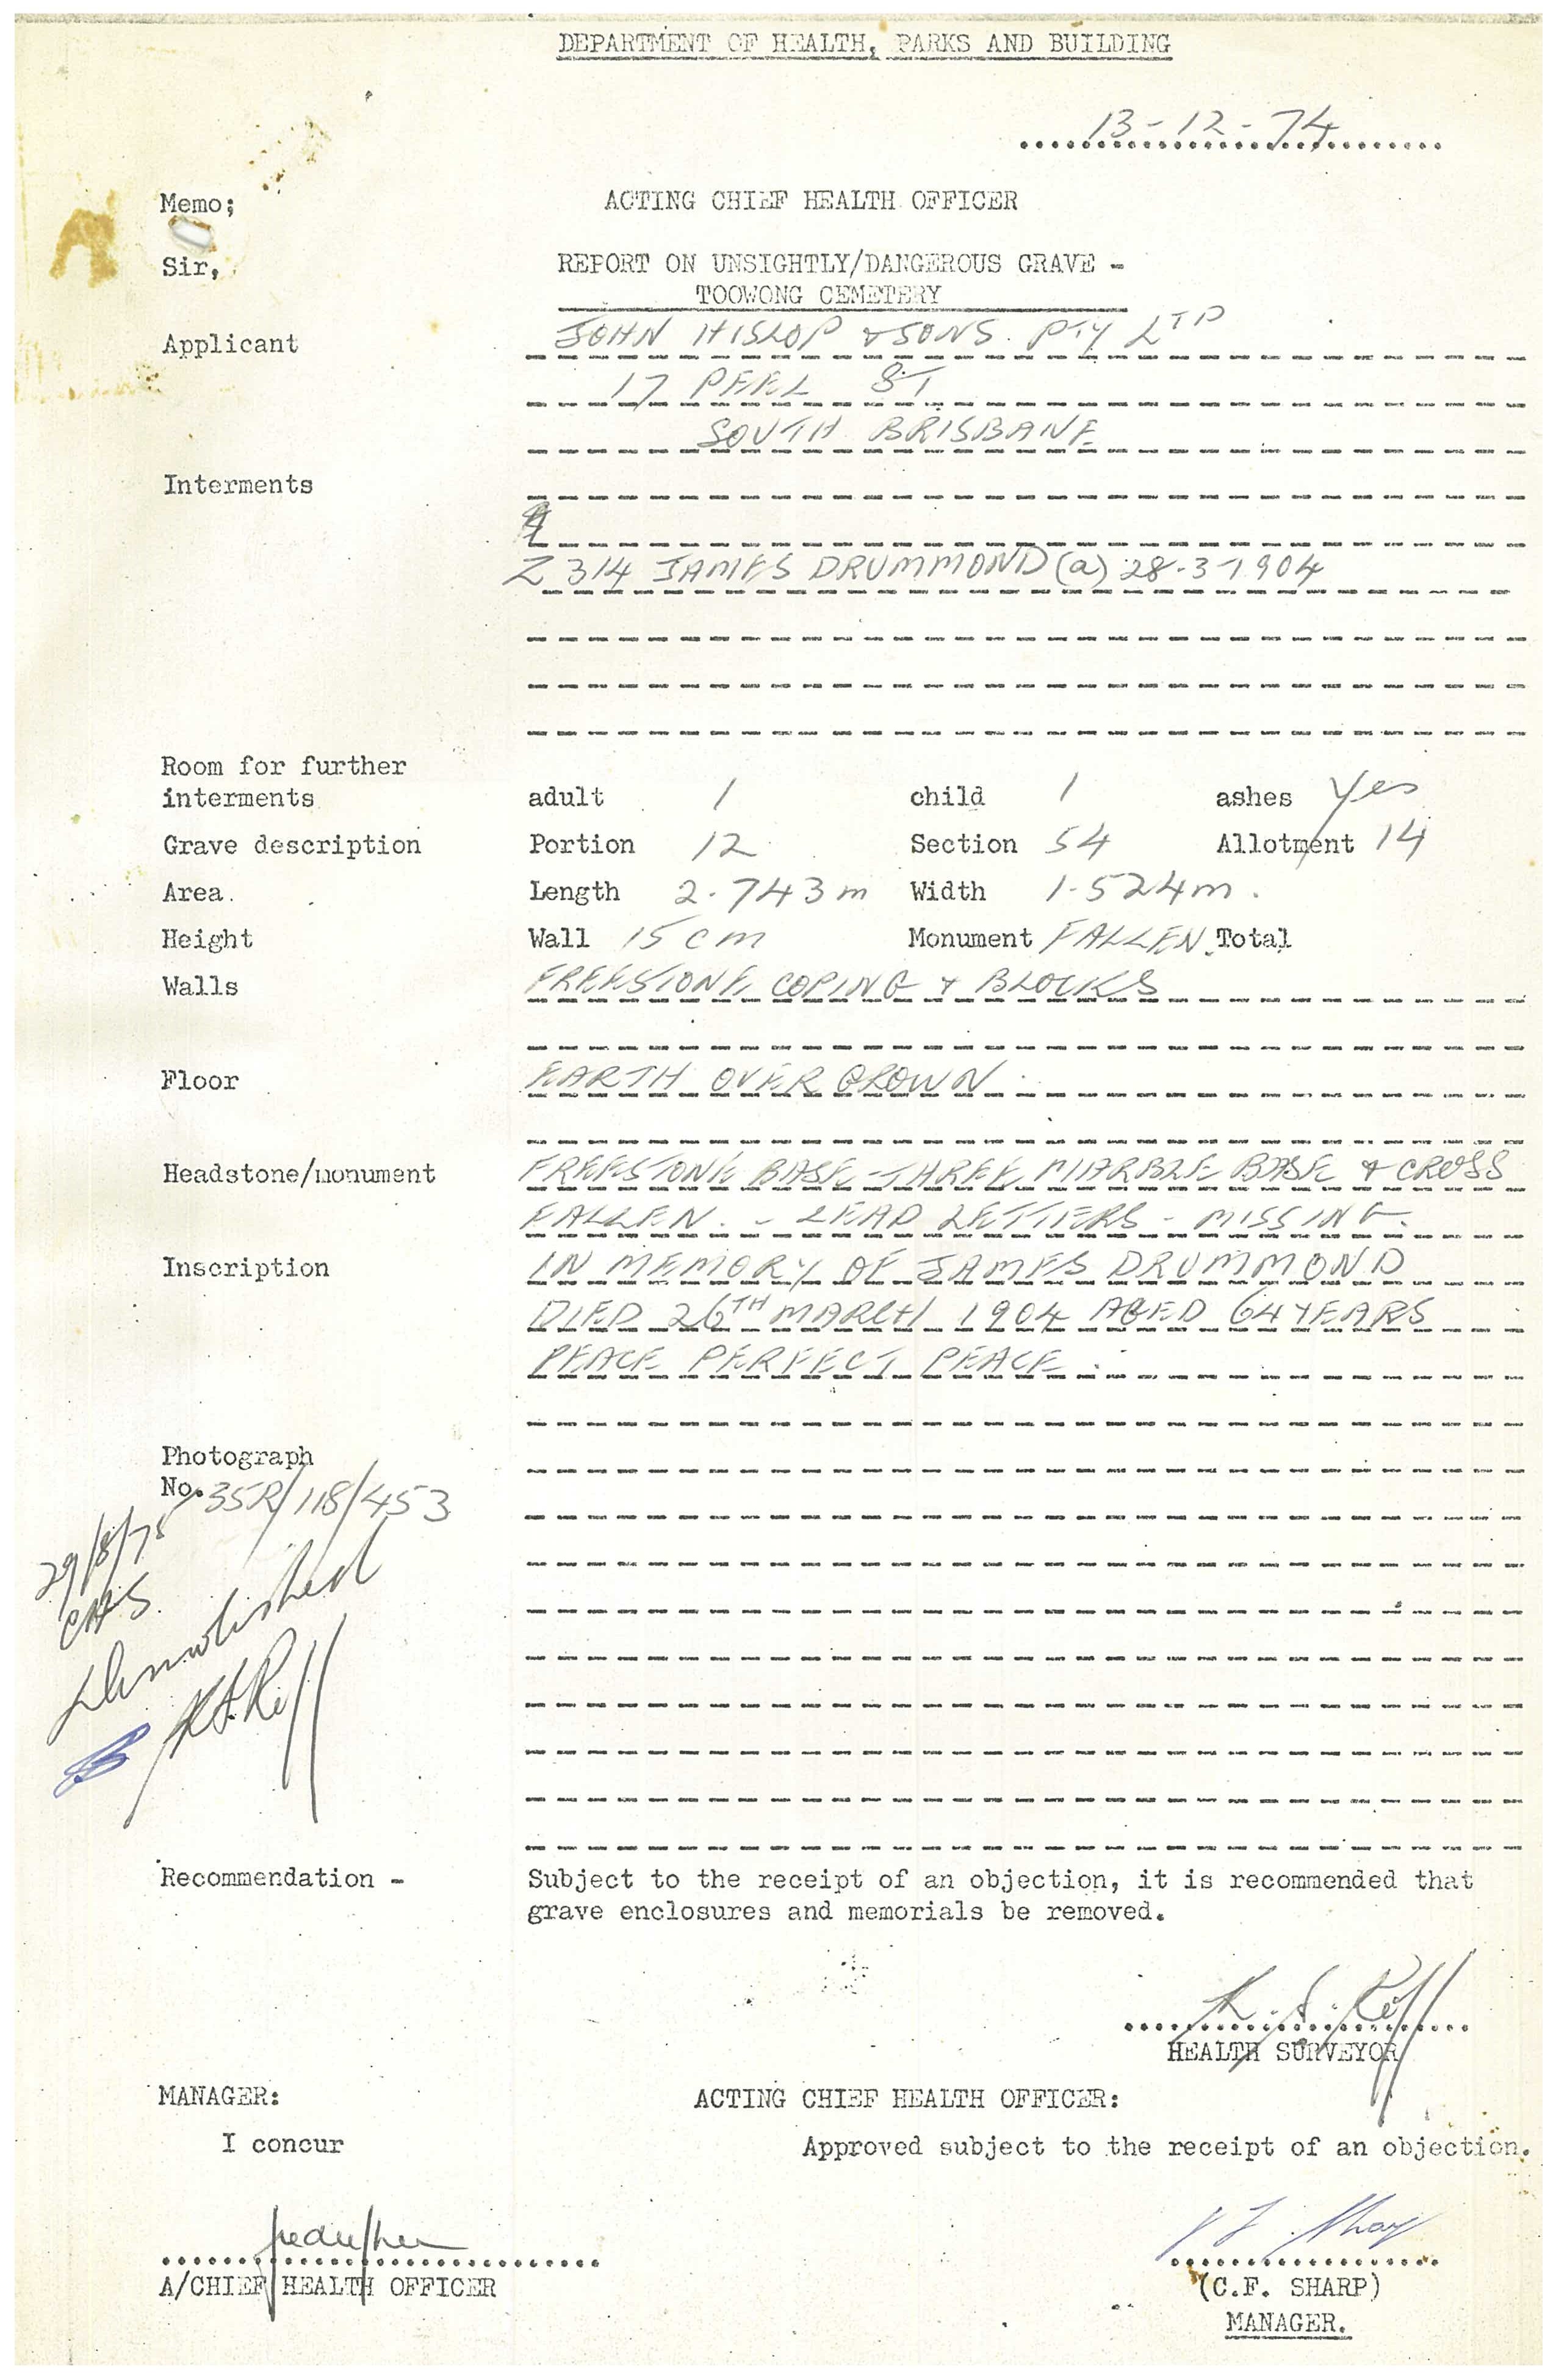 DEPARTMENT OF HEALTH, PARKS AND BUILDING
13-12-74
Memo; ACTING CHIEF HEALTH OFFICER
Sir, REPORT ON UNSIGHTLY/DANGEROUS GRAVE -
TOOWONG CEMETERY
Applicant JOHN HISLOP & SONS. PTY LTD
17 PEEL ST
SOUTH BRISBANE
Interments
Z 314 JAMES DRUMMOND (a) 28-3-1904
Room for further
interments adult 1 child 1 ashes Yes
Grave description Portion 12 Section 54 Allotment 14
Area. Length 2.743m Width 1.524m.
Height Wall 15cm Monument FALLEN. Total
Walls FREESTONE COPING & BLOCKS
Floor EARTH OVERGROWN.
Headstone/monument FREESTONE BASE - THREE MARBLE BASE & CROSS
FALLEN. - LEAD LETTERS - MISSING.
Inscription IN MEMORY OF JAMES DRUMMOND
DIED 26TH MARCH 1904 AGED 64 YEARS
PEACE PERFECT PEACE.
Photograph
No. 35R/118/453
29/8/75
Demolished
Recommendation - Subject to the receipt of an objection, it is recommended that
grave enclosures and memorials be removed.
HEALTH SURVEYOR
MANAGER: ACTING CHIEF HEALTH OFFICER:
I concur Approved subject to the receipt of an objection.
A/CHIEF HEALTH OFFICER (C.F. SHARP)
MANAGER.